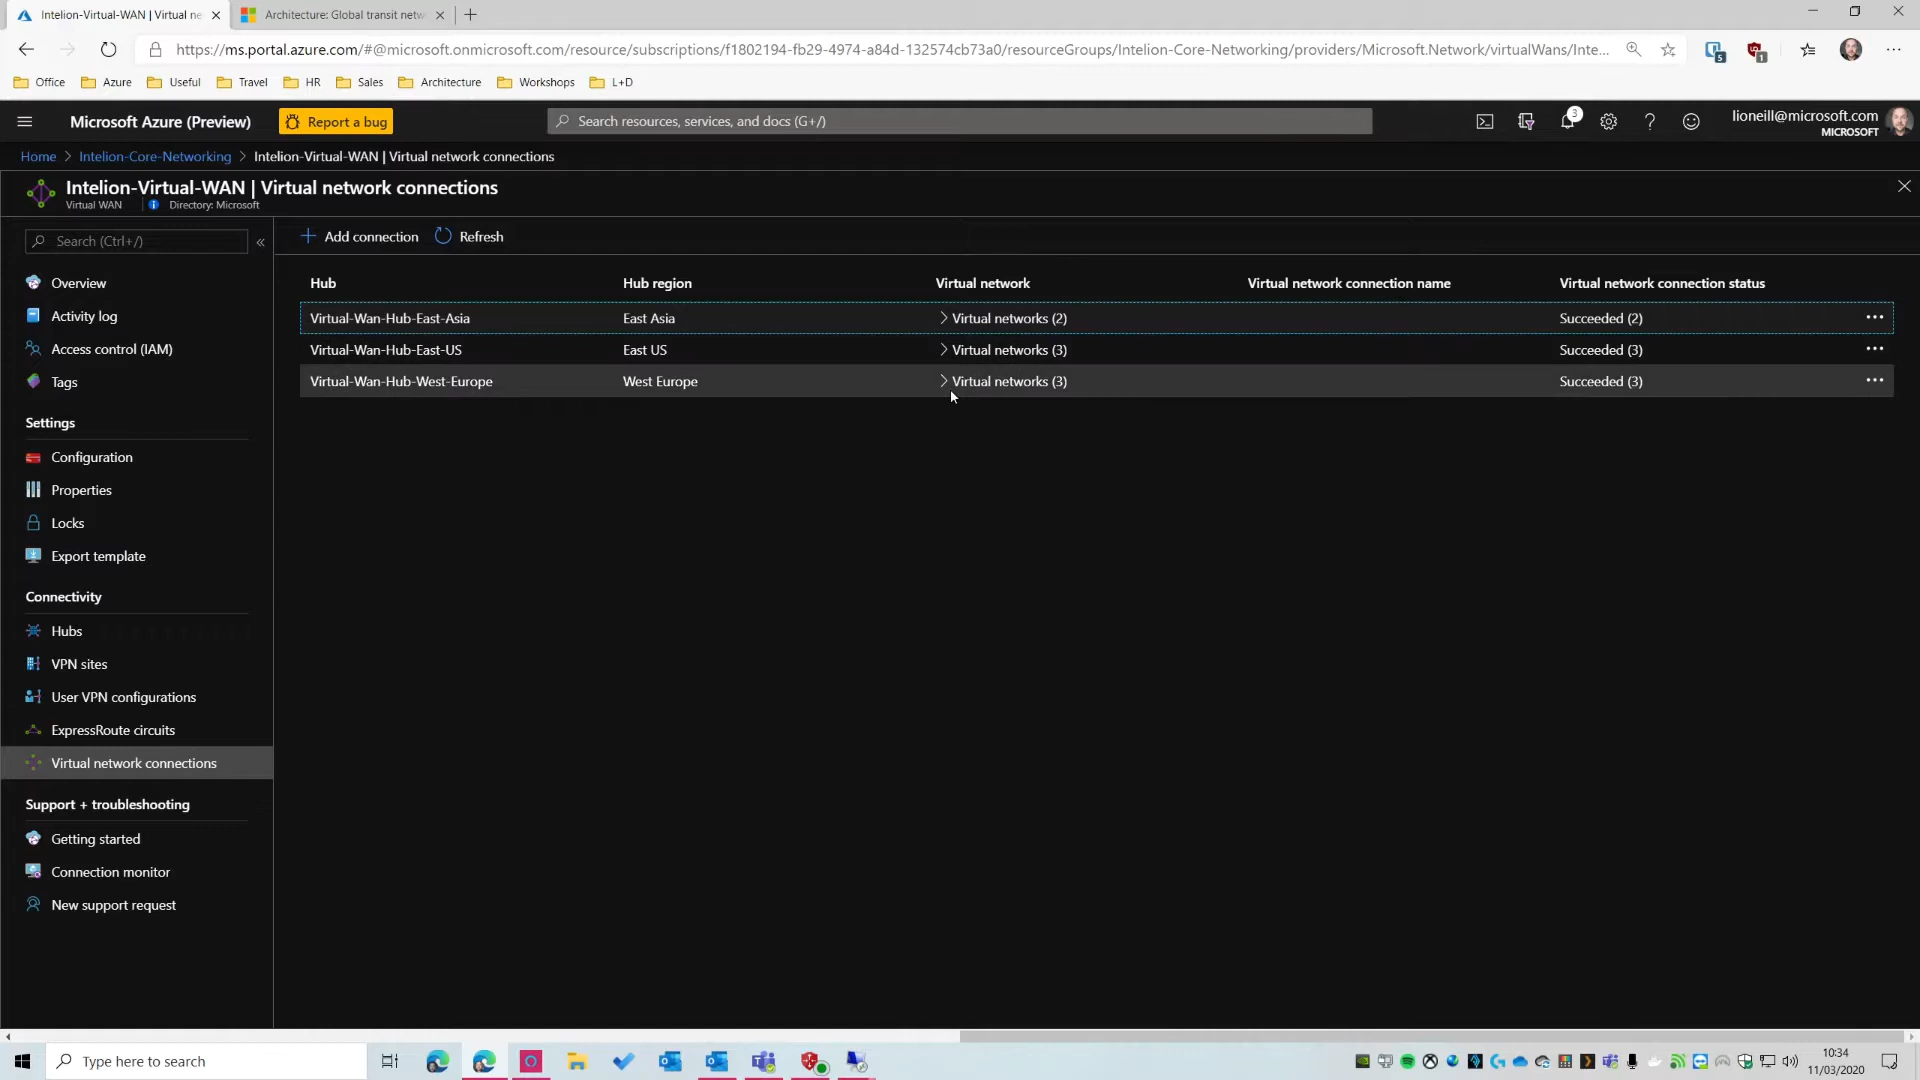 Intelion-Virtual-WAN | Virtual ne
Architecture: Global transit netw
https://ms.portal.azure.com/#@microsoft.onmicrosoft.com/resource/subscriptions/f1802194-fb29-4974-a84d-132574cb73a0/resourceGroups/Intelion-Core-Networking/providers/Microsoft.Network/virtualWans/Inte...
5
1
Office
Azure
Useful
Travel
HR
Sales
Architecture
Workshops
L+D
Microsoft Azure (Preview)
Report a bug
Search resources, services, and docs (G+/)
3
lioneill@microsoft.com
MICROSOFT
Home > Intelion-Core-Networking > Intelion-Virtual-WAN | Virtual network connections
Intelion-Virtual-WAN | Virtual network connections
Virtual WAN
Directory: Microsoft
Search (Ctrl+/)
Overview
Activity log
Access control (IAM)
Tags
Settings
Configuration
Properties
Locks
Export template
Connectivity
Hubs
VPN sites
User VPN configurations
ExpressRoute circuits
Virtual network connections
Support + troubleshooting
Getting started
Connection monitor
New support request
Add connection
Refresh
Hub Hub region Virtual network Virtual network connection name Virtual network connection status
Virtual-Wan-Hub-East-Asia East Asia Virtual networks (2) Succeeded (2)
Virtual-Wan-Hub-East-US East US Virtual networks (3) Succeeded (3)
Virtual-Wan-Hub-West-Europe West Europe Virtual networks (3) Succeeded (3)
Type here to search
10:34
11/03/2020